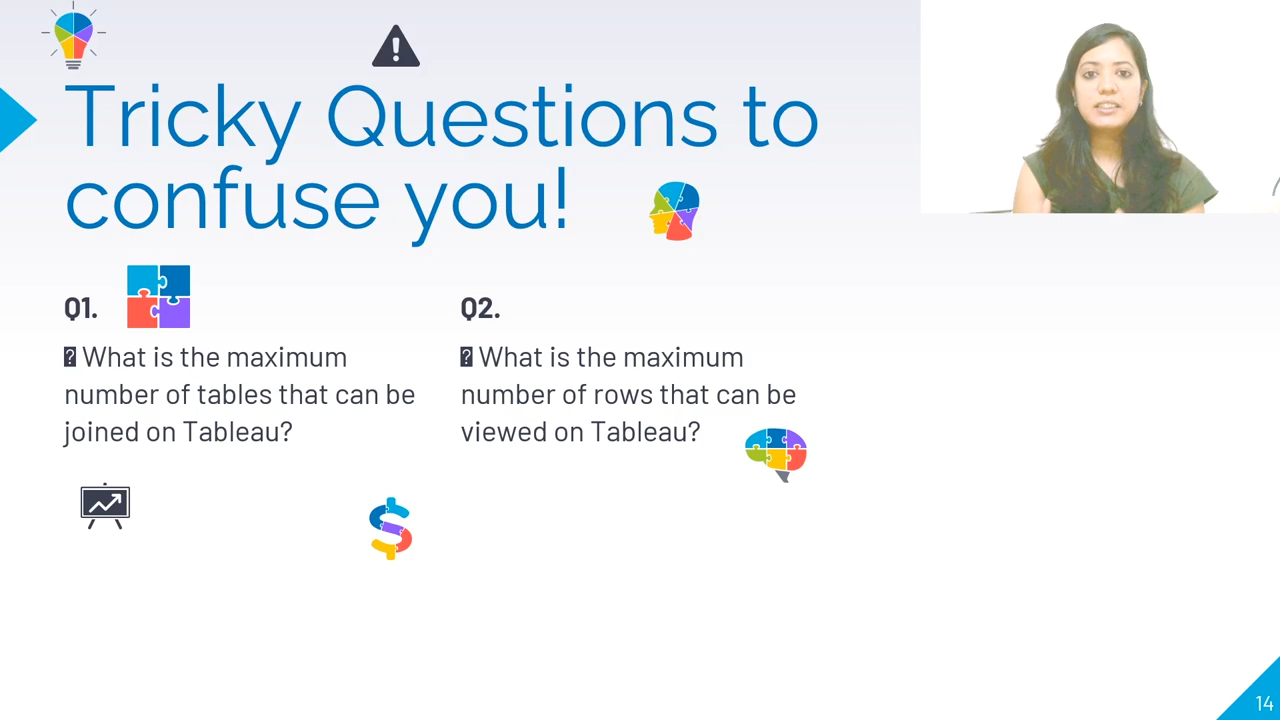 Tricky Questions to
confuse you!
Q1.
What is the maximum
number of tables that can be
joined on Tableau?
Q2.
What is the maximum
number of rows that can be
viewed on Tableau?
14